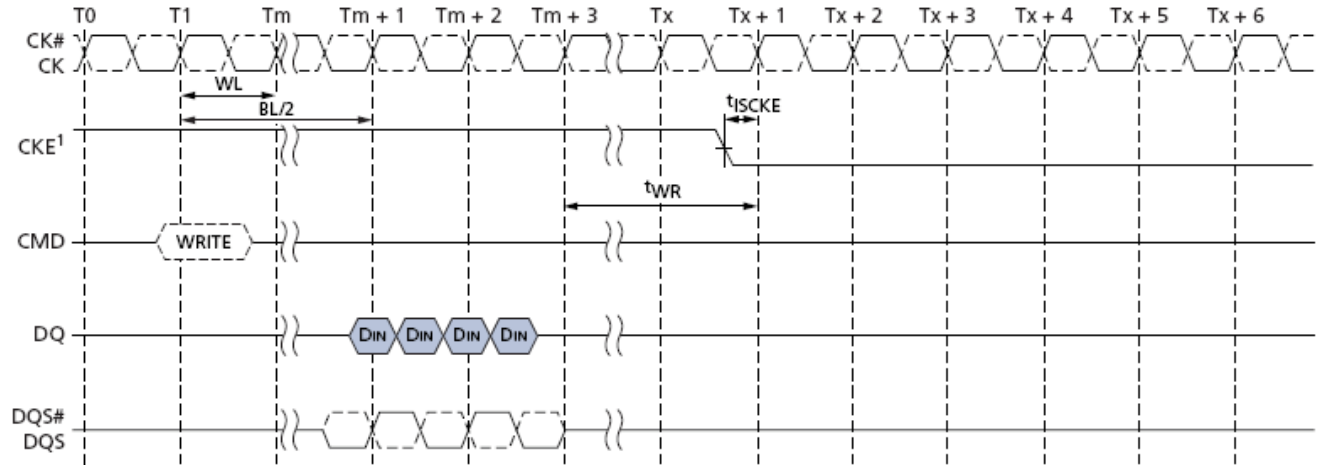 T0 T1 Tm Tm + 1 Tm + 2 Tm + 3 Tx Tx + 1 Tx + 2 Tx + 3 Tx + 4 Tx + 5 Tx + 6
CK#
CK
WL
BL/2
tISCKE
CKE1
tWR
CMD WRITE
DQ DIN DIN DIN DIN
DQS#
DQS